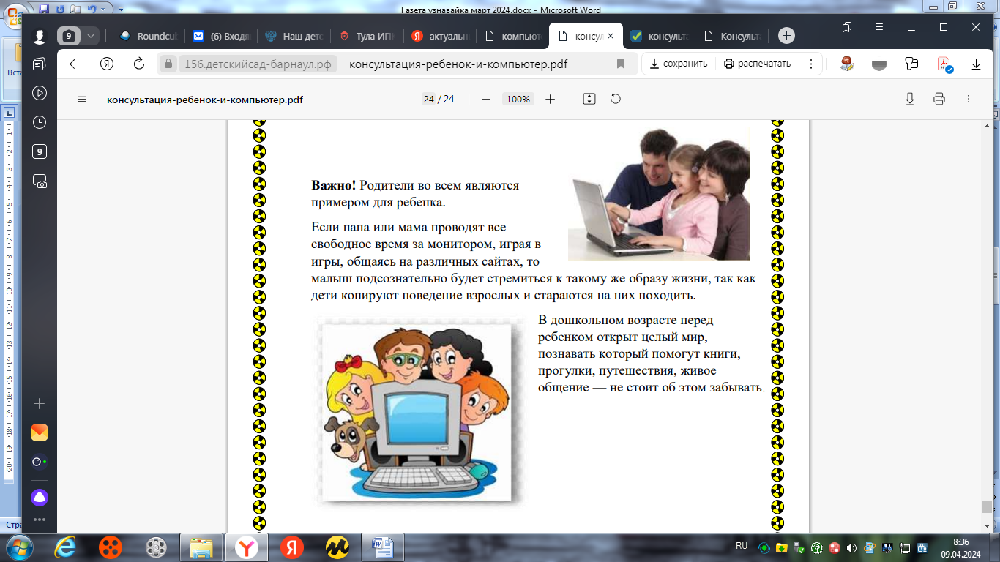 Газета узнавайка март 2024.docx - Microsoft Word
9
Roundcub
(6) Входя
Наш детс
Тула ИПК
актуальн
компьют
консул
консульта
Консульта
156.детскийсад-барнаул.рф
консультация-ребенок-и-компьютер.pdf
сохранить
распечатать
консультация-ребенок-и-компьютер.pdf
24 / 24
100%
Вста
9
Важно! Родители во всем являются
примером для ребенка.
Если папа или мама проводят все
свободное время за монитором, играя в
игры, общаясь на различных сайтах, то
малыш подсознательно будет стремиться к такому же образу жизни, так как
дети копируют поведение взрослых и стараются на них походить.
В дошкольном возрасте перед
ребенком открыт целый мир,
познавать который помогут книги,
прогулки, путешествия, живое
общение — не стоит об этом забывать.
Стра
RU
8:36
09.04.2024